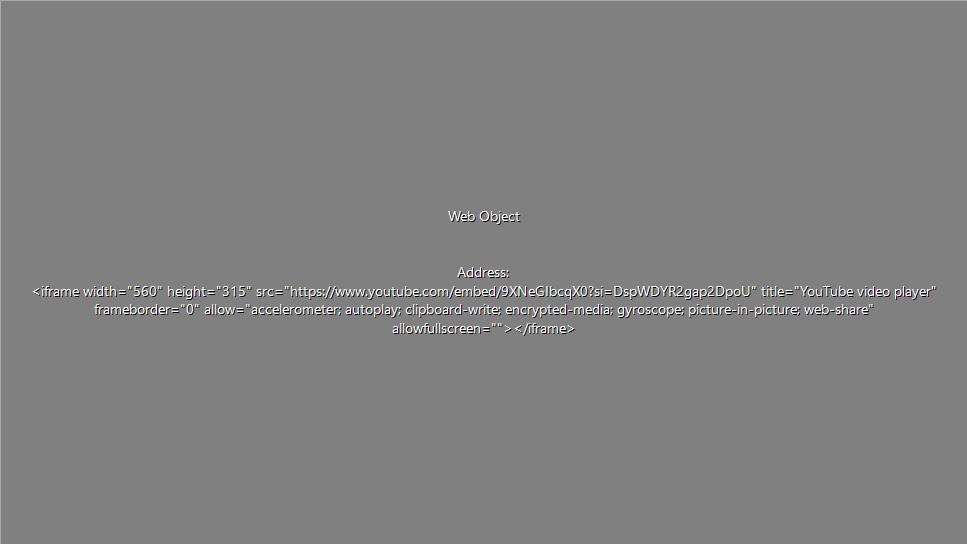 Web Object
Address:
<iframe width="560" height="315" src="https://www.youtube.com/embed/9XNeGIbcqX0?si=DspWDYR2gap2DpoU" title="YouTube video player"
frameborder="0" allow="accelerometer; autoplay; clipboard-write; encrypted-media; gyroscope; picture-in-picture; web-share"
allowfullscreen=""></iframe>